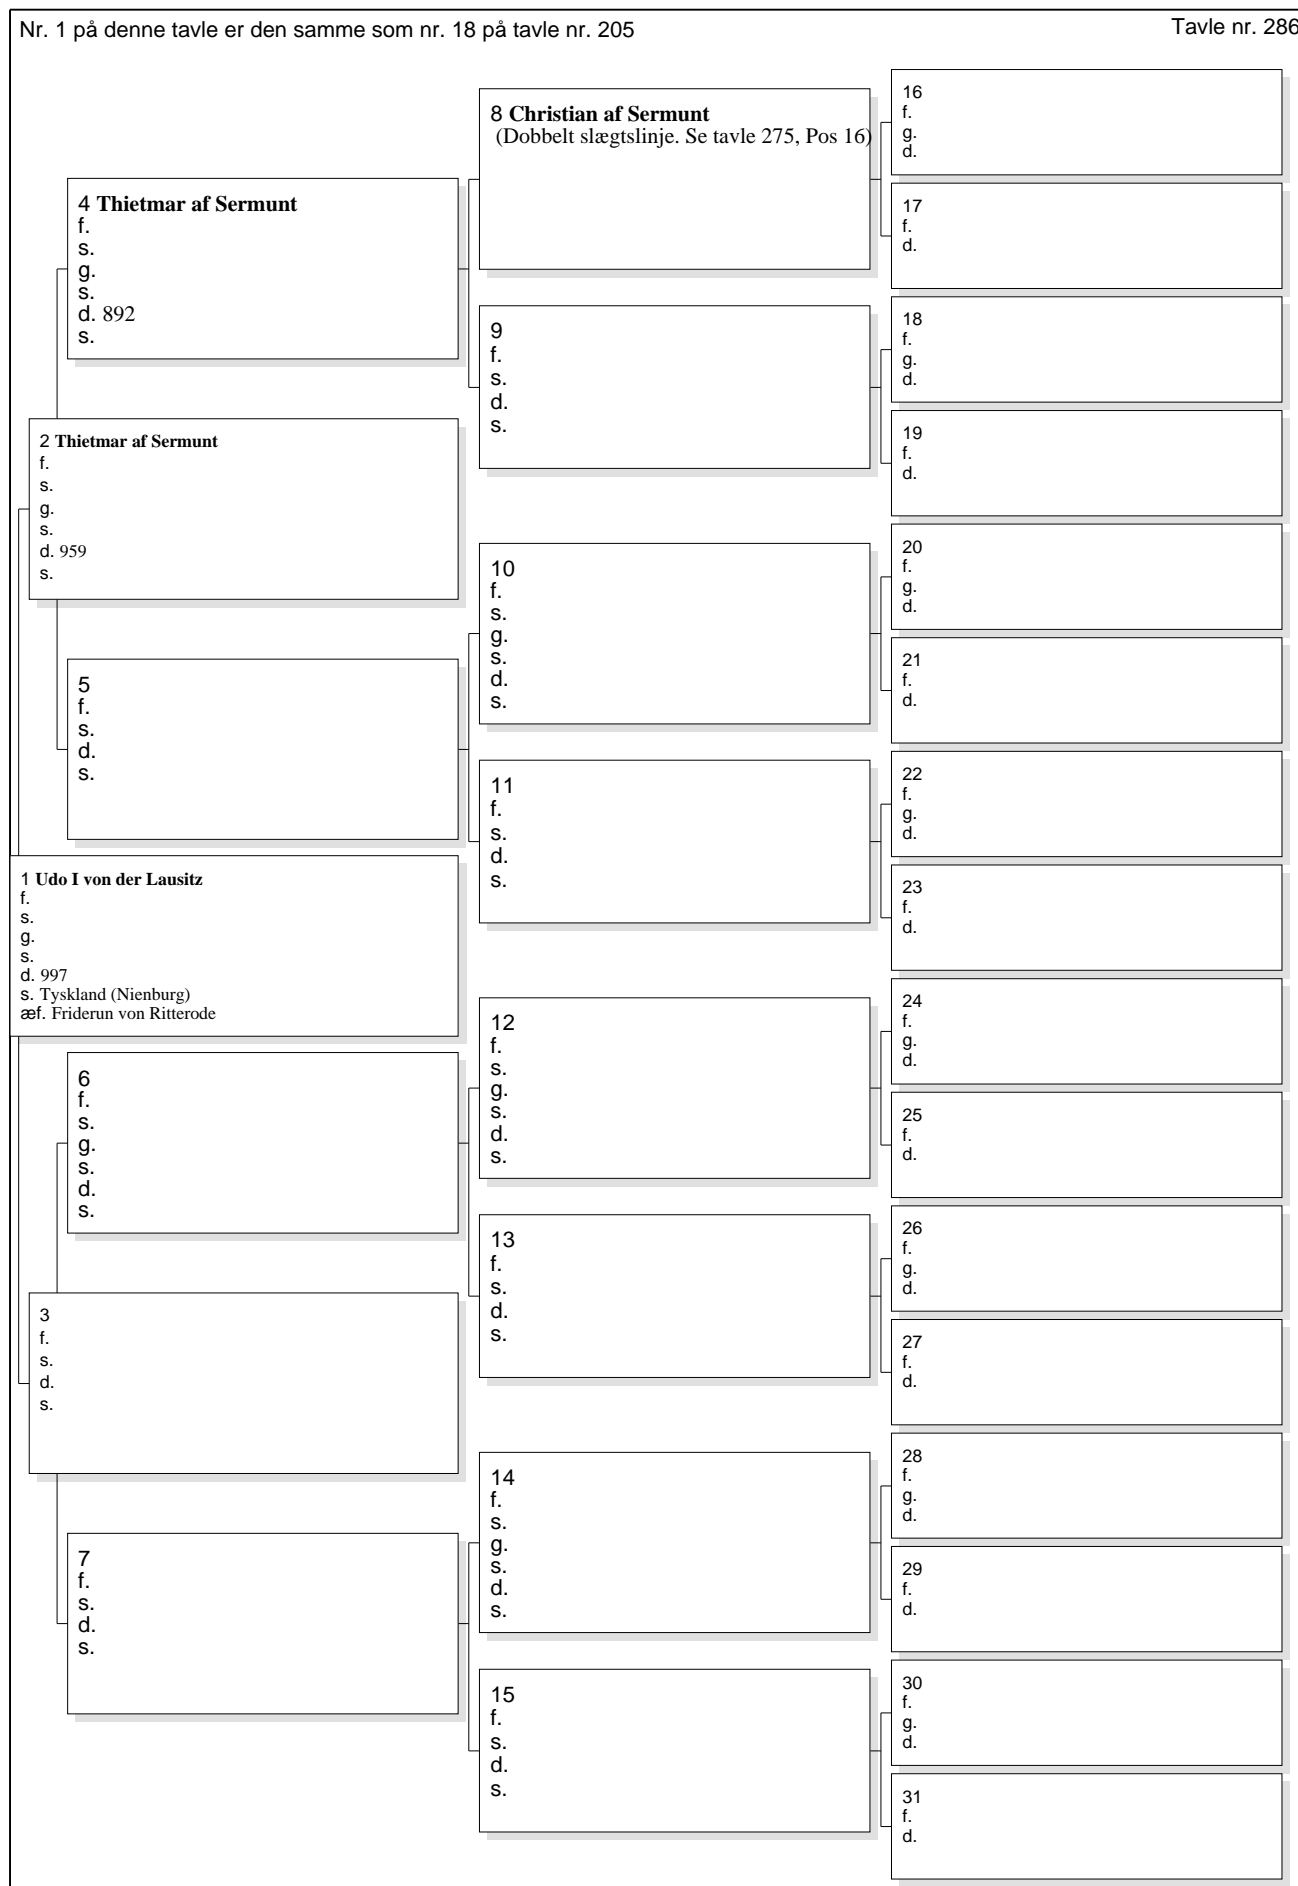 Nr. 1 på denne tavle er den samme som nr. 18 på tavle nr. 205
Tavle nr. 286
1 Udo I von der Lausitz
f.
s.
g.
s.
d. 997
s. Tyskland (Nienburg)
æf. Friderun von Ritterode
2 Thietmar af Sermunt
f.
s.
g.
s.
d. 959
s.
3
f.
s.
d.
s.
4 Thietmar af Sermunt
f.
s.
g.
s.
d. 892
s.
5
f.
s.
d.
s.
6
f.
s.
g.
s.
d.
s.
7
f.
s.
d.
s.
8 Christian af Sermunt
(Dobbelt slægtslinje. Se tavle 275, Pos 16)
9
f.
s.
d.
s.
10
f.
s.
g.
s.
d.
s.
11
f.
s.
d.
s.
12
f.
s.
g.
s.
d.
s.
13
f.
s.
d.
s.
14
f.
s.
g.
s.
d.
s.
15
f.
s.
d.
s.
16
f.
g.
d.
17
f.
d.
18
f.
g.
d.
19
f.
d.
20
f.
g.
d.
21
f.
d.
22
f.
g.
d.
23
f.
d.
24
f.
g.
d.
25
f.
d.
26
f.
g.
d.
27
f.
d.
28
f.
g.
d.
29
f.
d.
30
f.
g.
d.
31
f.
d.